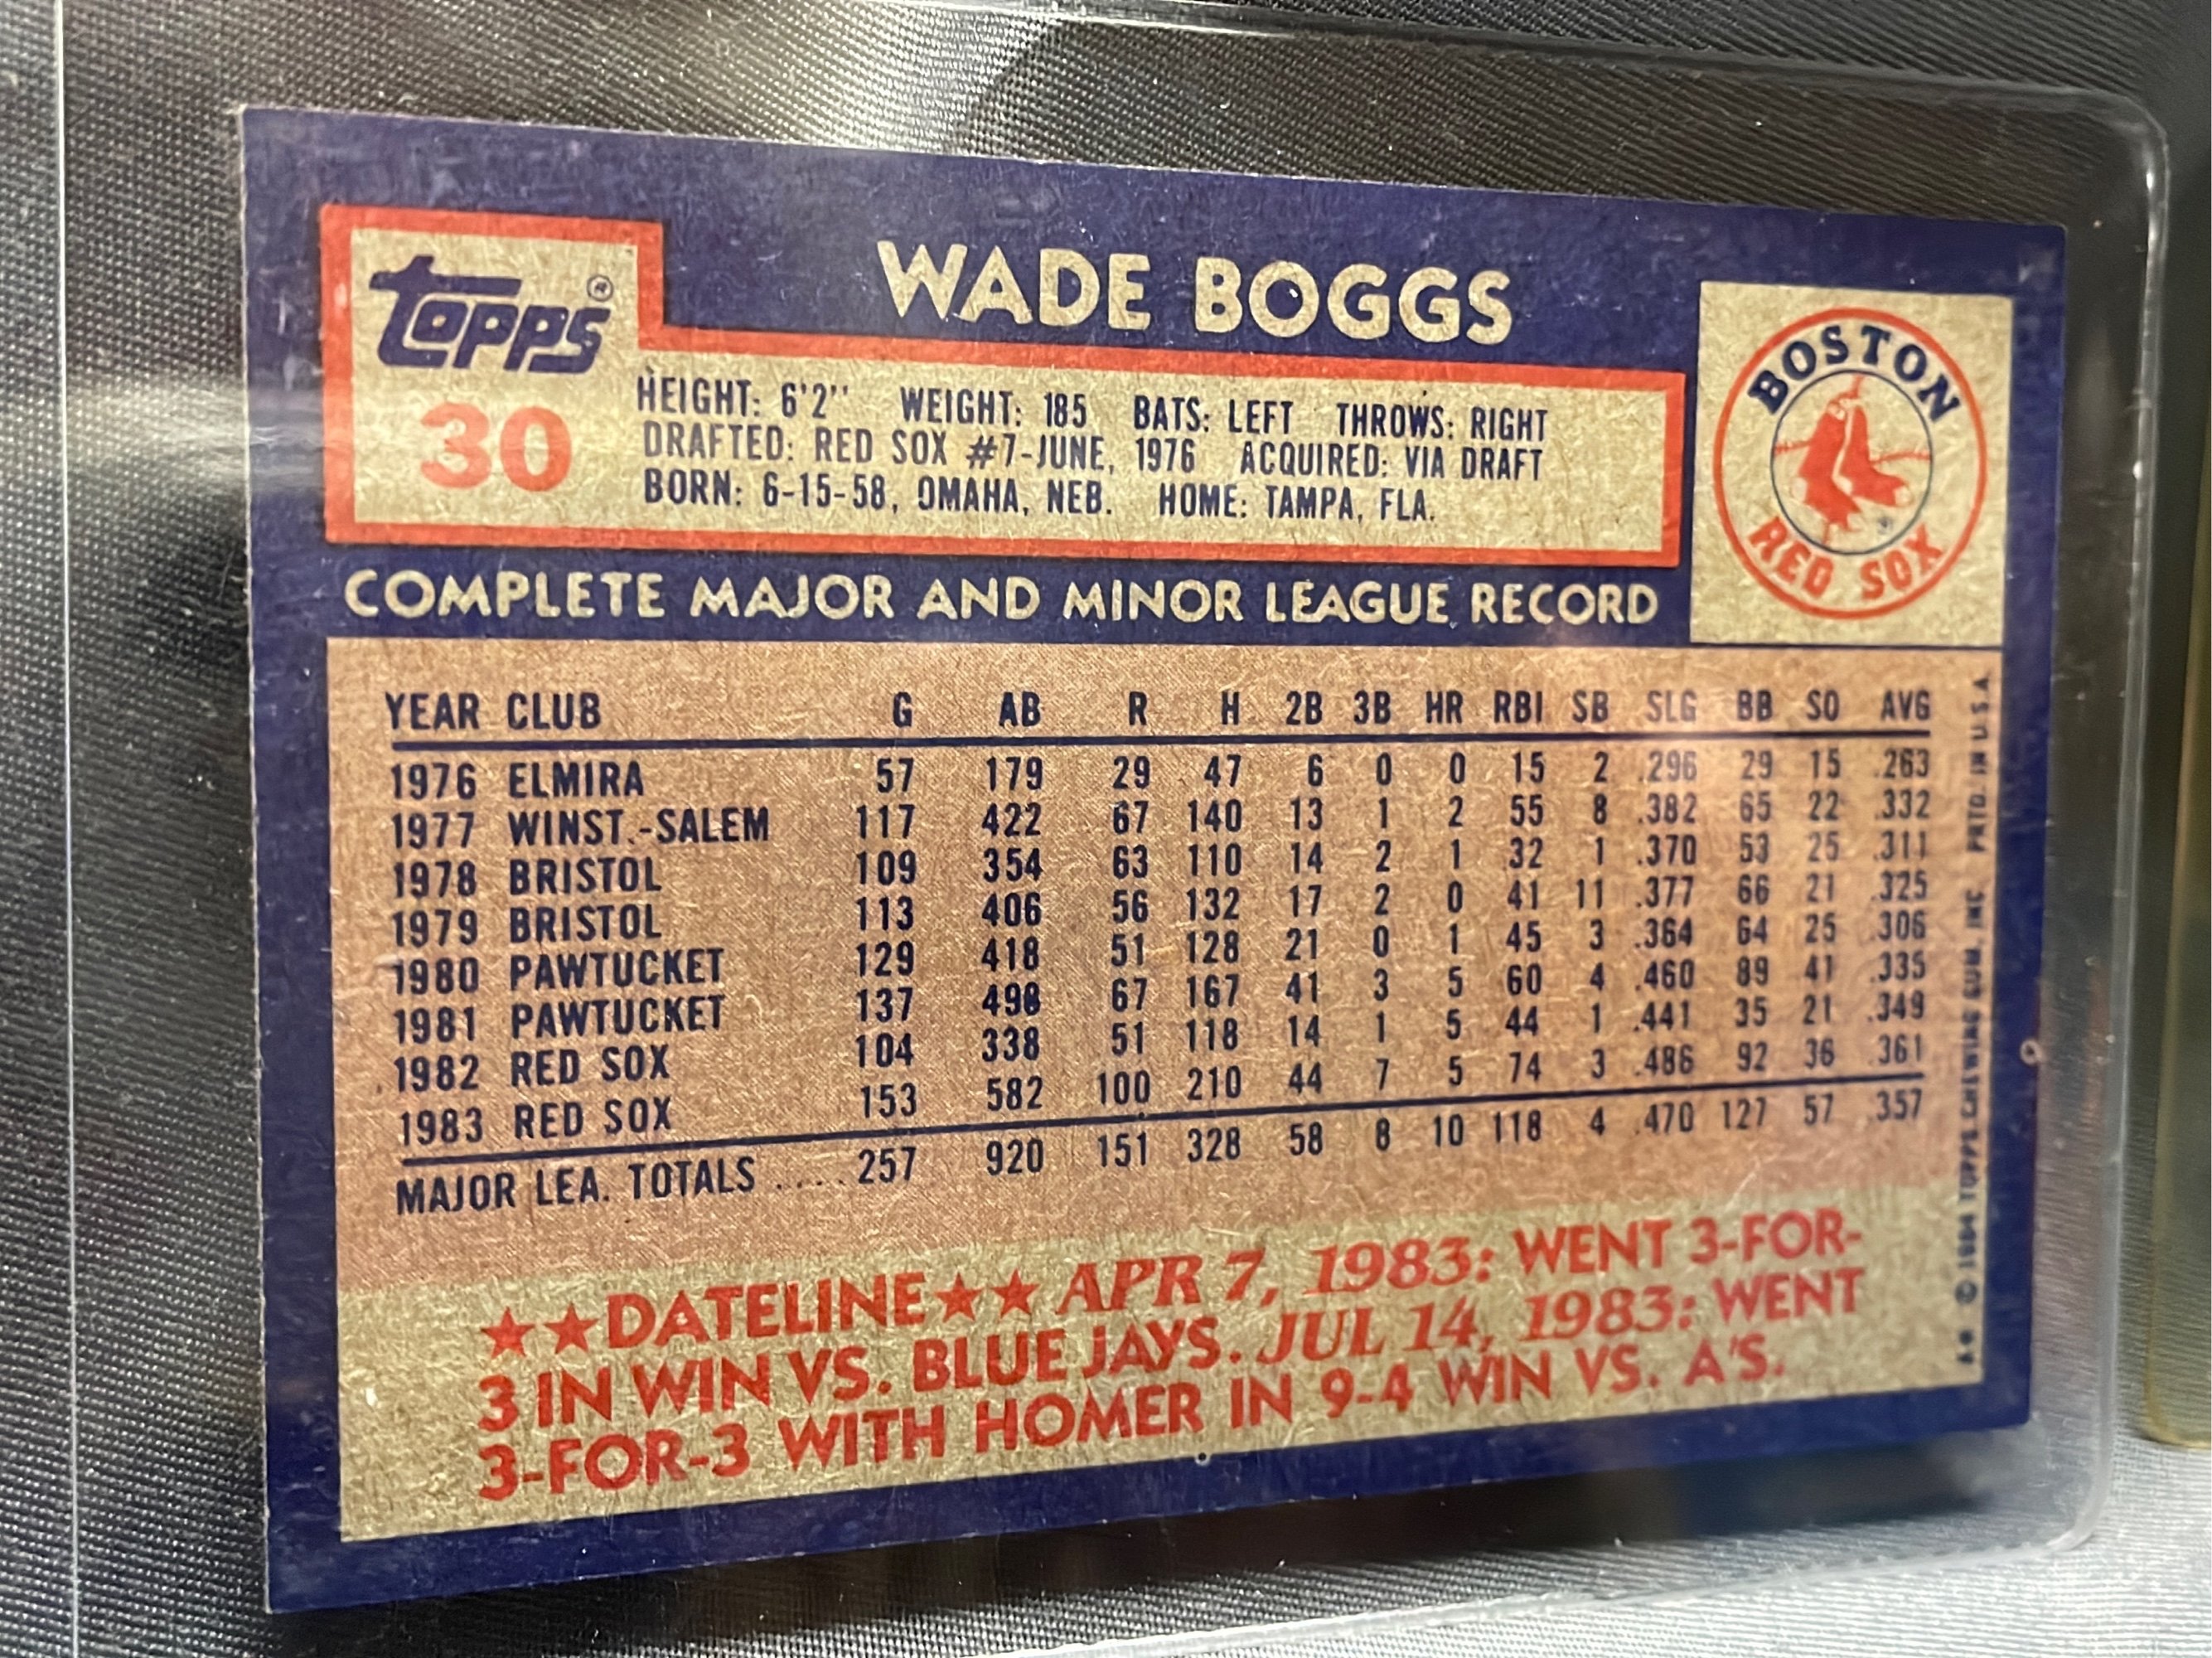 Topps®
30
WADE BOGGS
HEIGHT: 6'2'' WEIGHT: 185 BATS: LEFT THROWS: RIGHT
DRAFTED: RED SOX #7-JUNE, 1976 ACQUIRED: VIA DRAFT
BORN: 6-15-58, OMAHA, NEB. HOME: TAMPA, FLA.
BOSTON
RED SOX
COMPLETE MAJOR AND MINOR LEAGUE RECORD
YEAR CLUB G AB R H 2B 3B HR RBI SB SLG BB SO AVG
1976 ELMIRA 57 179 29 47 6 0 0 15 2 .296 29 15 .263
1977 WINST.-SALEM 117 422 67 140 13 1 2 55 8 .382 65 22 .332
1978 BRISTOL 109 354 63 110 14 2 1 32 1 .370 53 25 .311
1979 BRISTOL 113 406 56 132 17 2 0 41 11 .377 66 21 .325
1980 PAWTUCKET 129 418 51 128 21 0 1 45 3 .364 64 25 .306
1981 PAWTUCKET 137 498 67 167 41 3 5 60 4 .460 89 41 .335
1982 RED SOX 104 338 51 118 14 1 5 44 1 .441 35 21 .349
1983 RED SOX 153 582 100 210 44 7 5 74 3 .486 92 36 .361
MAJOR LEA. TOTALS .... 257 920 151 328 58 8 10 118 4 .470 127 57 .357
★★DATELINE★★ APR 7, 1983: WENT 3-FOR-
3 IN WIN VS. BLUE JAYS. JUL 14, 1983: WENT
3-FOR-3 WITH HOMER IN 9-4 WIN VS. A'S.
© 1984 TOPPS CHEWING GUM, INC. PRTD. IN U.S.A.